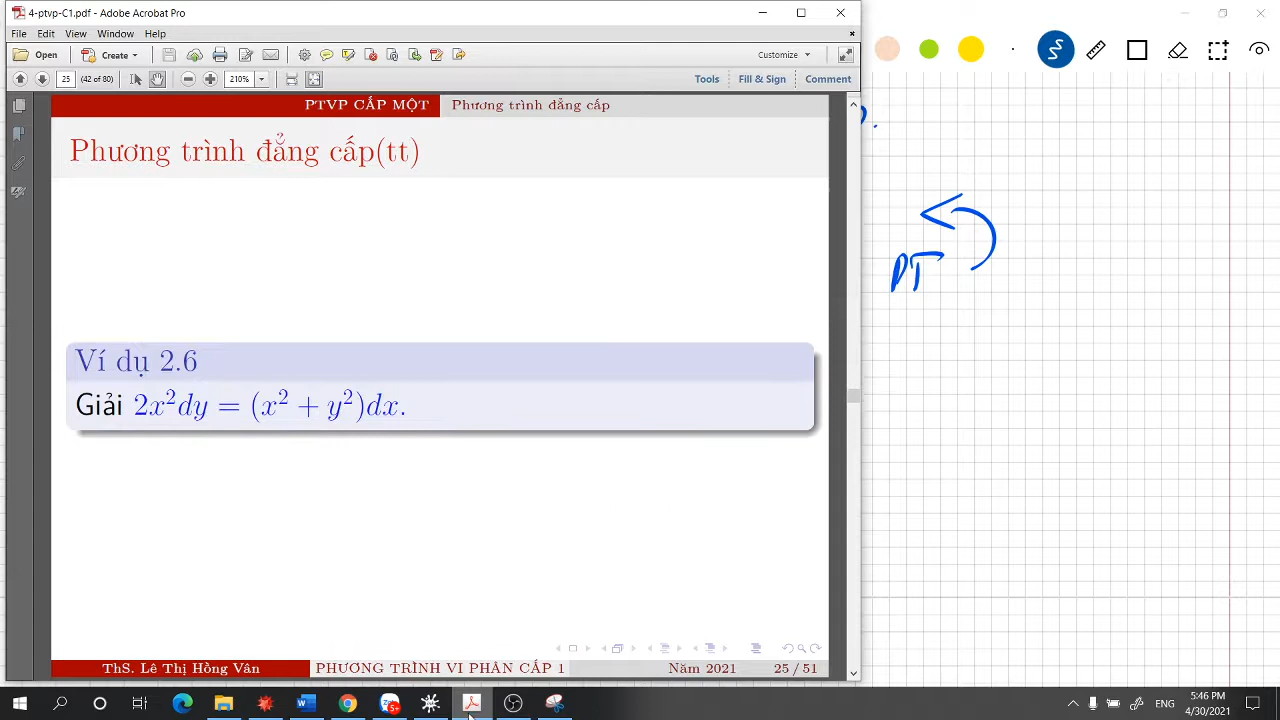 4-ptvp-C1.pdf - Adobe Acrobat Pro
File Edit View Window Help
Open Create Customize
25 (42 of 80) 210% Tools Fill & Sign Comment
PTVP CẤP MỘT Phương trình đẳng cấp
Phương trình đẳng cấp(tt)
PT
Ví dụ 2.6
Giải 2x²dy = (x² + y²)dx.
ThS. Lê Thị Hồng Vân PHƯƠNG TRÌNH VI PHÂN CẤP 1 Năm 2021 25 / 51
ENG 5:46 PM
4/30/2021